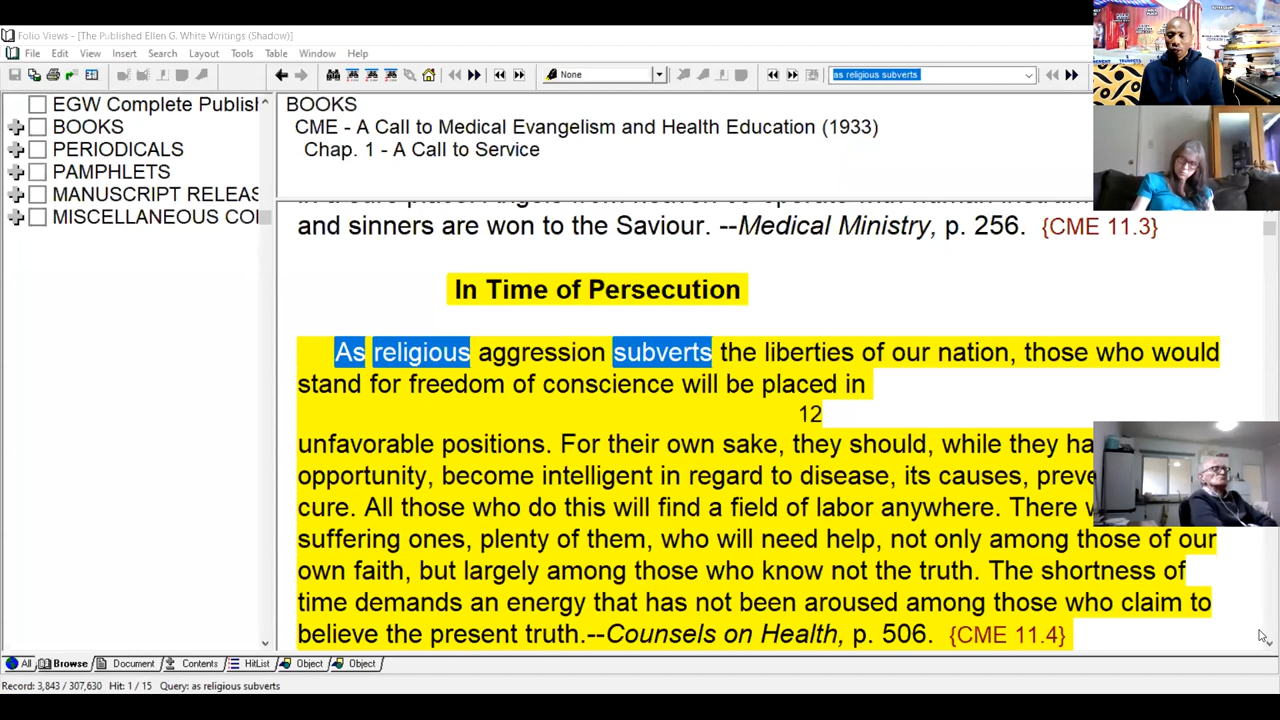 Folio Views - [The Published Ellen G. White Writings (Shadow)]
File Edit View Insert Search Layout Tools Table Window Help
None
as religious subverts
EGW Complete Publisl
BOOKS
PERIODICALS
PAMPHLETS
MANUSCRIPT RELEAS
MISCELLANEOUS CO
BOOKS
CME - A Call to Medical Evangelism and Health Education (1933)
Chap. 1 - A Call to Service
and sinners are won to the Saviour. --Medical Ministry, p. 256. {CME 11.3}
In Time of Persecution
As religious aggression subverts the liberties of our nation, those who would
stand for freedom of conscience will be placed in
12
unfavorable positions. For their own sake, they should, while they ha
opportunity, become intelligent in regard to disease, its causes, preve
cure. All those who do this will find a field of labor anywhere. There
suffering ones, plenty of them, who will need help, not only among those of our
own faith, but largely among those who know not the truth. The shortness of
time demands an energy that has not been aroused among those who claim to
believe the present truth.--Counsels on Health, p. 506. {CME 11.4}
All Browse Document Contents HitList Object Object
Record: 3,843 / 307,630 Hit: 1 / 15 Query: as religious subverts